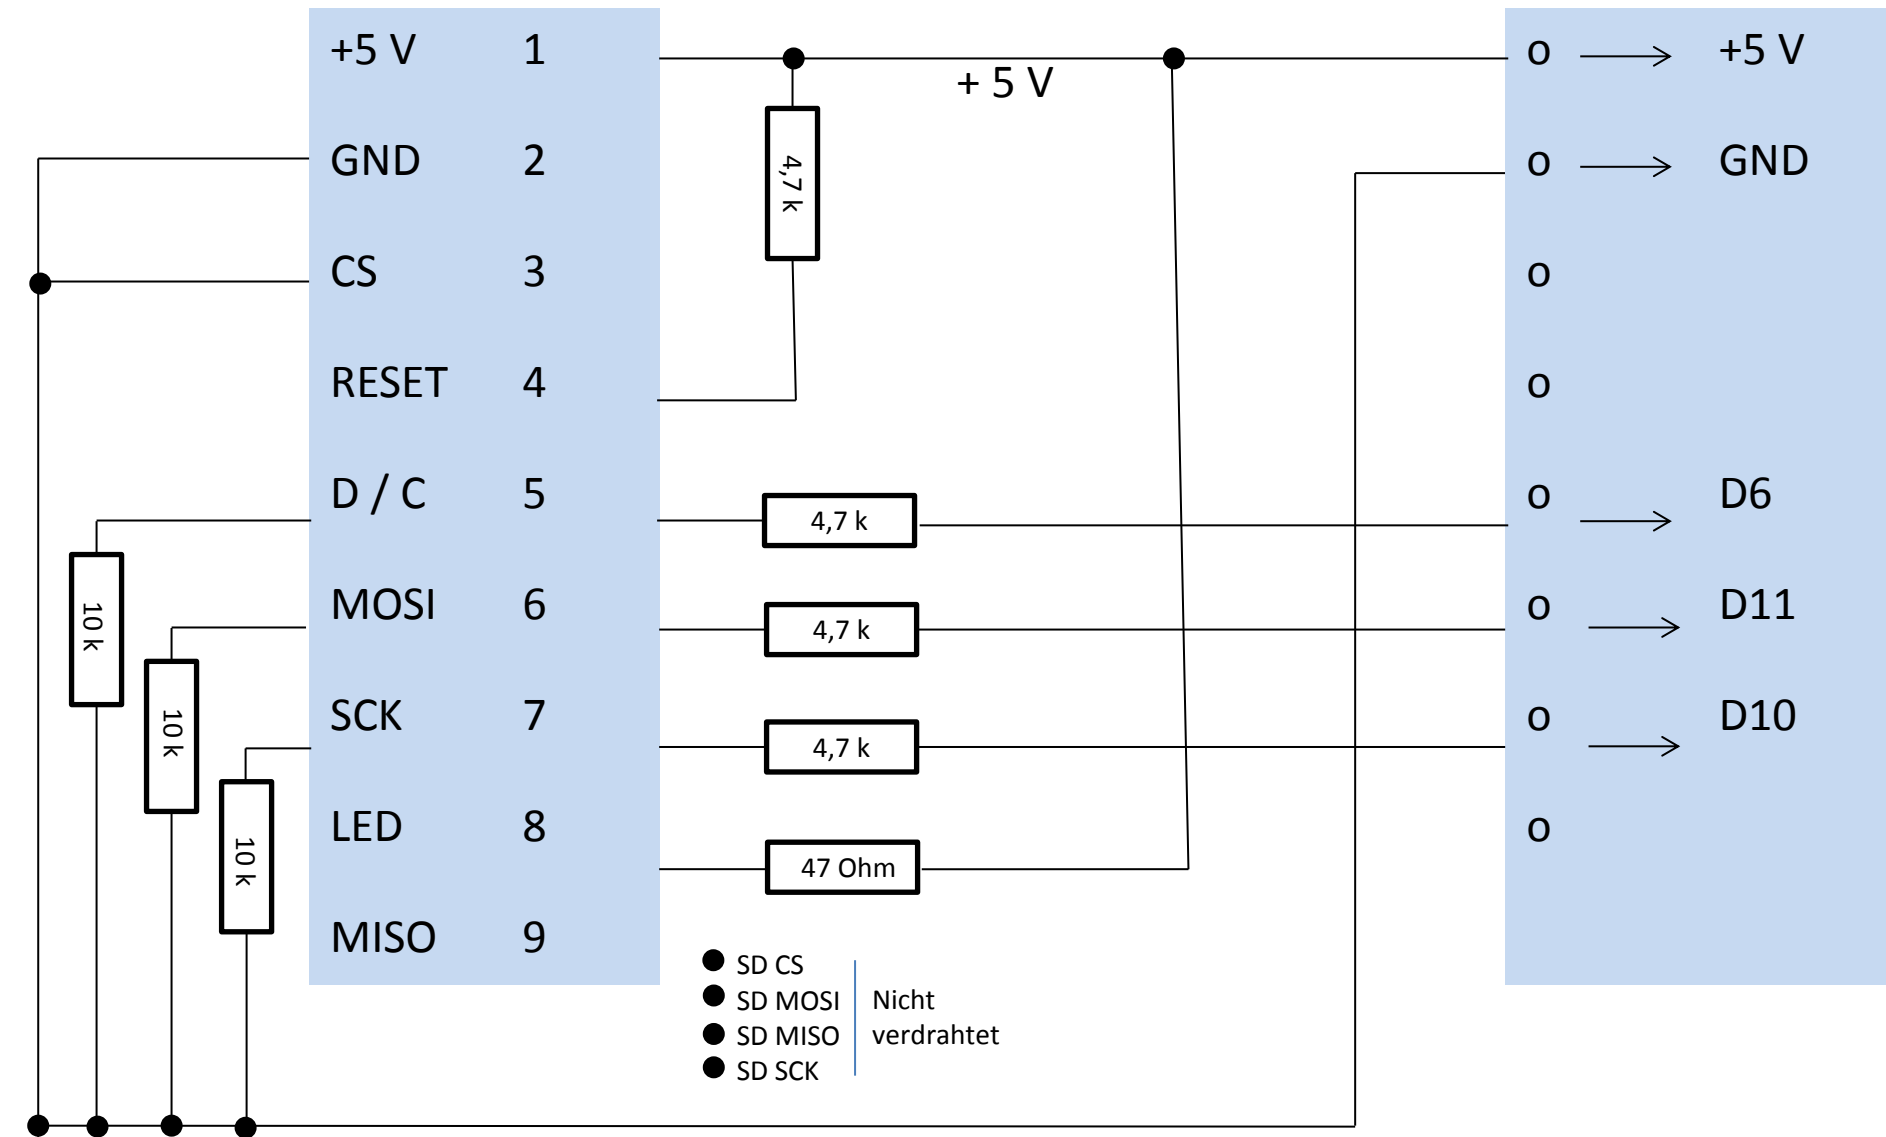 +5 V 1
GND 2
CS 3
RESET 4
D / C 5
MOSI 6
SCK 7
LED 8
MISO 9
+ 5 V
4,7 k
4,7 k
4,7 k
4,7 k
47 Ohm
10 k
10 k
10 k
SD CS
SD MOSI
SD MISO
SD SCK
Nicht
verdrahtet
o +5 V
o GND
o
o
o D6
o D11
o D10
o